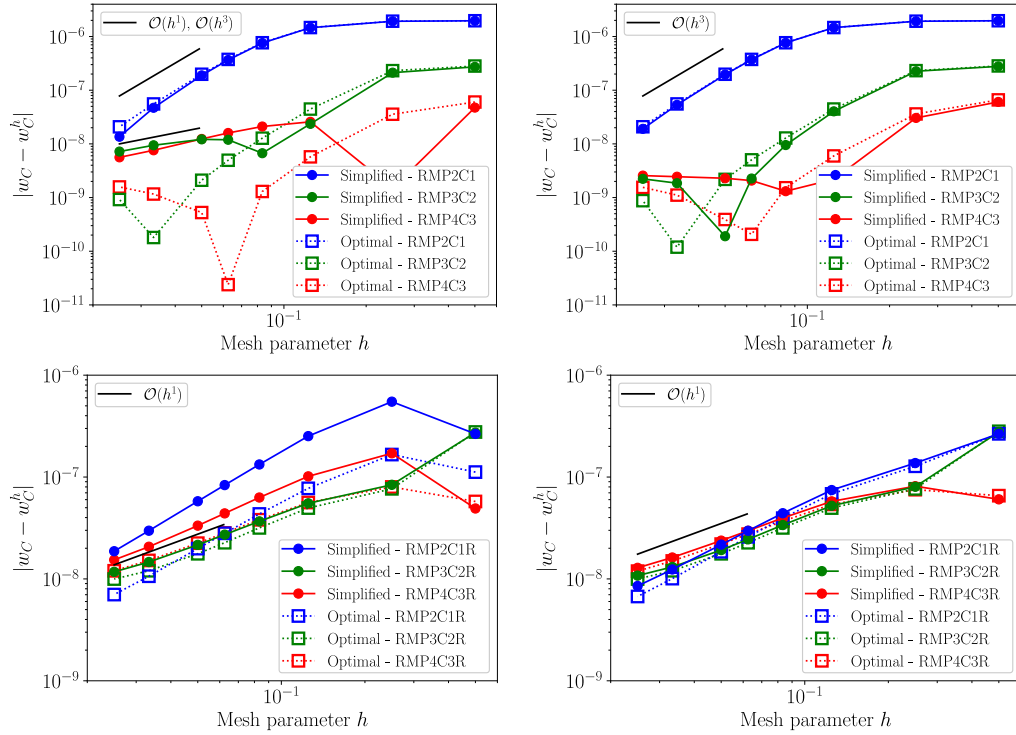 𝒪(h¹), 𝒪(h³)
10⁻⁶
10⁻⁷
10⁻⁸
10⁻⁹
10⁻¹⁰
10⁻¹¹
|w_C − w_C^h|
Simplified - RMP2C1
Simplified - RMP3C2
Simplified - RMP4C3
Optimal - RMP2C1
Optimal - RMP3C2
Optimal - RMP4C3
10⁻¹
Mesh parameter h
𝒪(h³)
10⁻⁶
10⁻⁷
10⁻⁸
10⁻⁹
10⁻¹⁰
10⁻¹¹
|w_C − w_C^h|
Simplified - RMP2C1
Simplified - RMP3C2
Simplified - RMP4C3
Optimal - RMP2C1
Optimal - RMP3C2
Optimal - RMP4C3
10⁻¹
Mesh parameter h
𝒪(h¹)
10⁻⁶
10⁻⁷
10⁻⁸
10⁻⁹
|w_C − w_C^h|
Simplified - RMP2C1R
Simplified - RMP3C2R
Simplified - RMP4C3R
Optimal - RMP2C1R
Optimal - RMP3C2R
Optimal - RMP4C3R
10⁻¹
Mesh parameter h
𝒪(h¹)
10⁻⁶
10⁻⁷
10⁻⁸
10⁻⁹
|w_C − w_C^h|
Simplified - RMP2C1R
Simplified - RMP3C2R
Simplified - RMP4C3R
Optimal - RMP2C1R
Optimal - RMP3C2R
Optimal - RMP4C3R
10⁻¹
Mesh parameter h